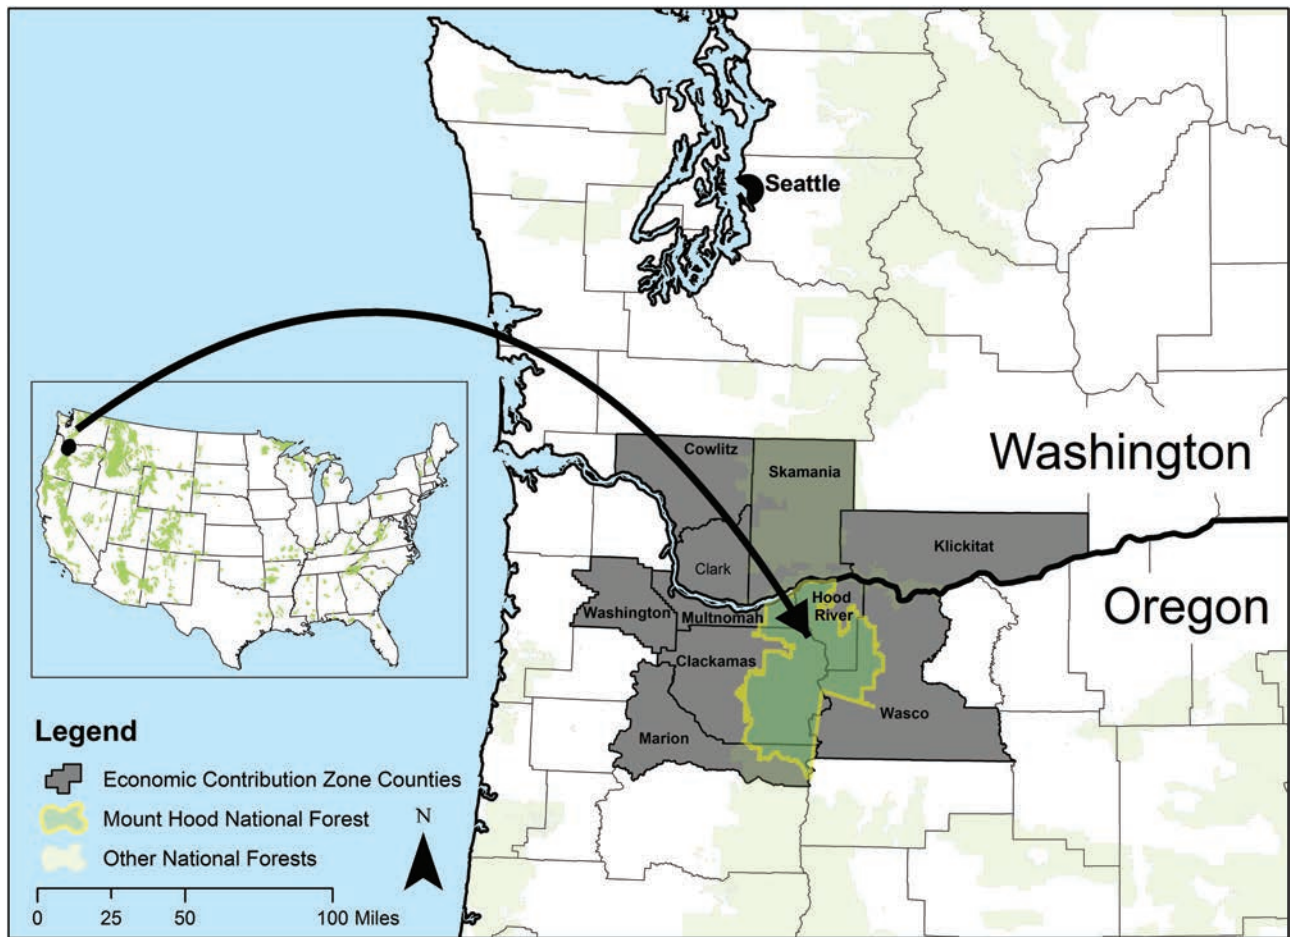 Seattle
Washington
Cowlitz
Skamania
Klickitat
Clark
Oregon
Hood
River
Washington
Multnomah
Clackamas
Wasco
Marion
Legend
Economic Contribution Zone Counties
Mount Hood National Forest
Other National Forests
N
0 25 50 100 Miles